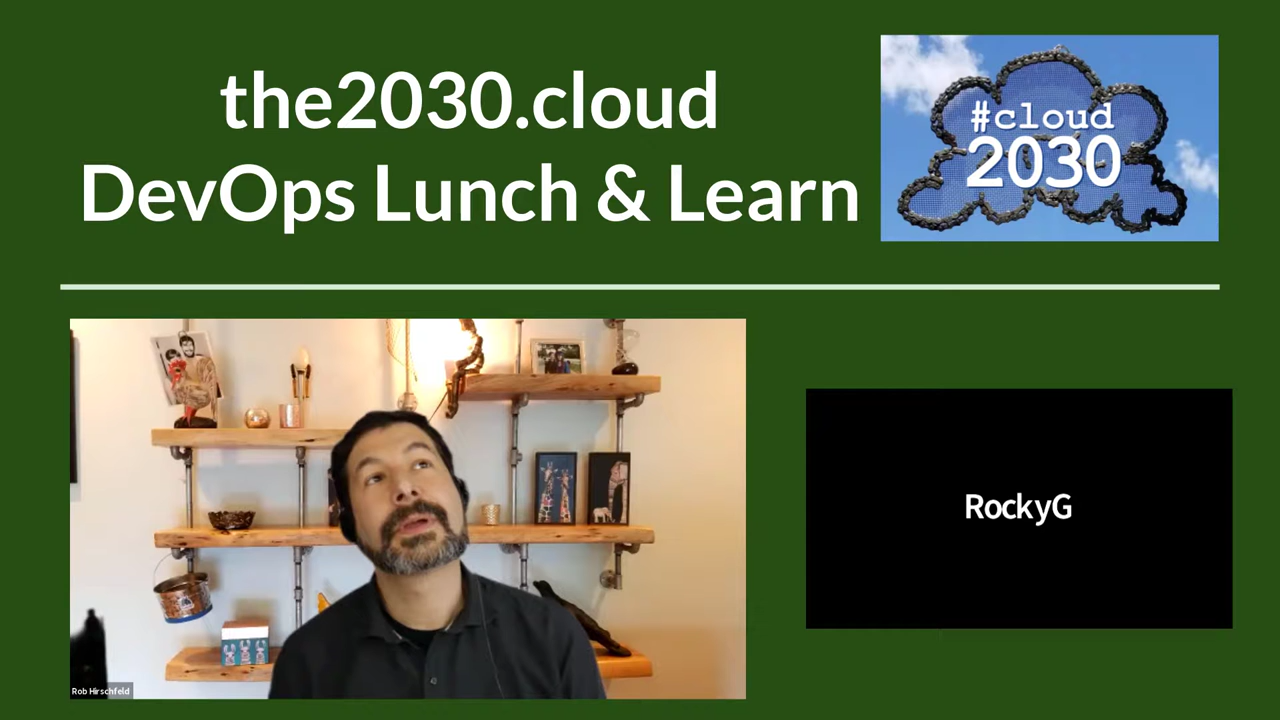 the2030.cloud
DevOps Lunch & Learn
#cloud
2030
RockyG
Rob Hirschfeld